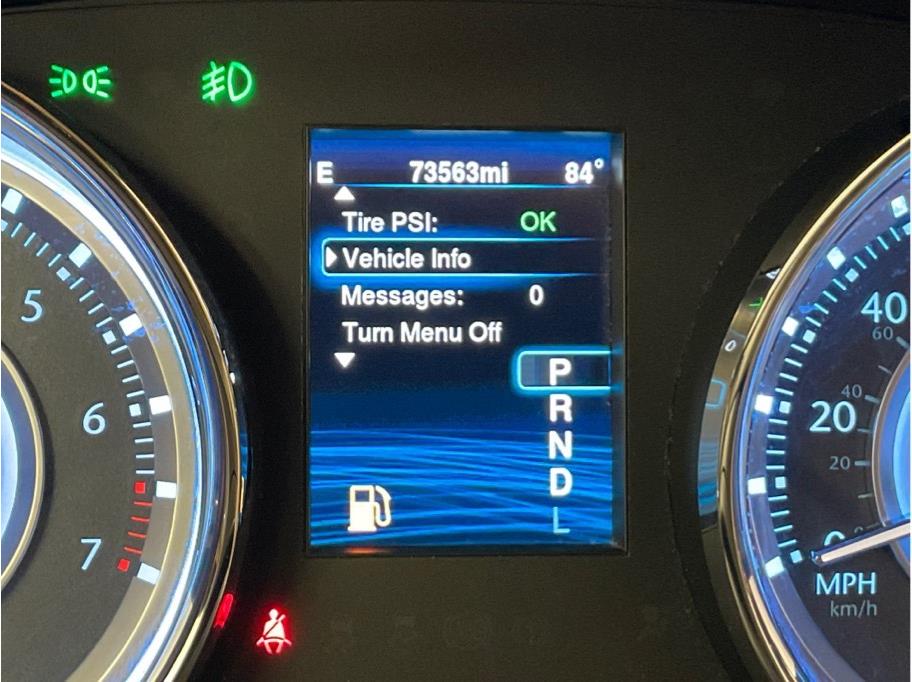 E 73563mi 84°
Tire PSI: OK
Vehicle Info
Messages: 0
Turn Menu Off
P
R
N
D
L
5
6
7
40
60
40
20
20
0
MPH
km/h